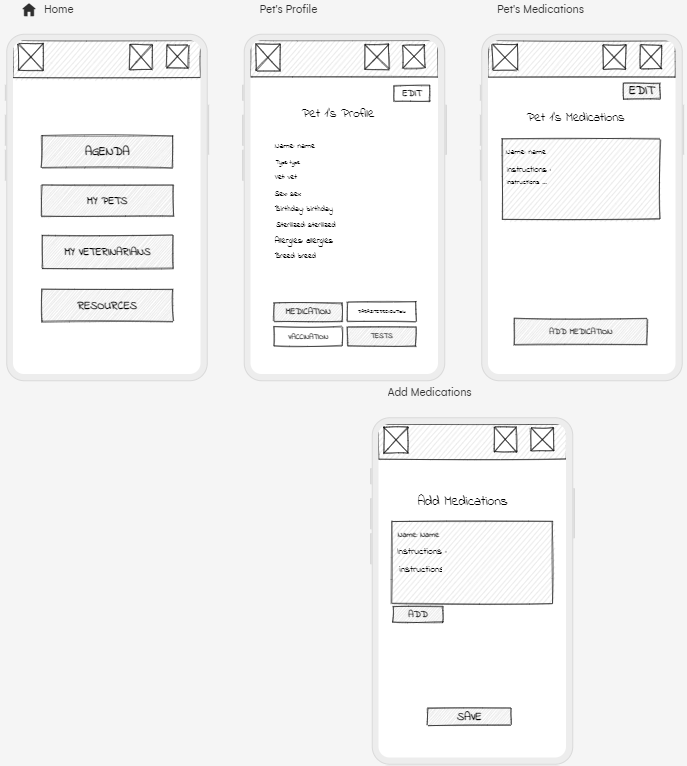 Home
AGENDA
MY PETS
MY VETERINARIANS
RESOURCES
Pet's Profile
EDIT
Pet 1's Profile
Name: name
Type: type
Vet: vet
Sex: sex
Birthday: birthday
Sterilized: sterilized
Allergies: allergies
Breed: breed
MEDICATION
VACCINATION
TESTS
Pet's Medications
EDIT
Pet 1's Medications
Name: name
Instructions :
Instructions ...
ADD MEDICATION
Add Medications
Add Medications
Name: Name
Instructions :
instructions
ADD
SAVE